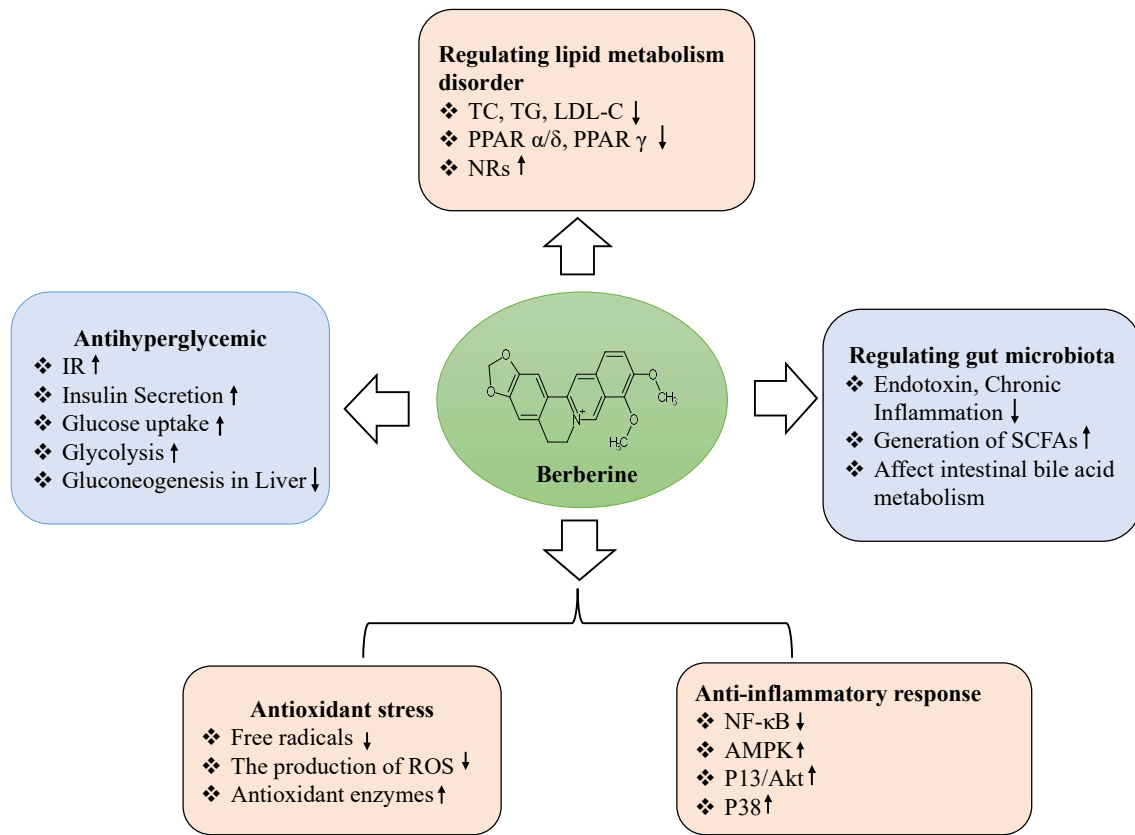 Regulating lipid metabolism
disorder
❖ TC, TG, LDL-C ↓
❖ PPAR α/δ, PPAR γ ↓
❖ NRs ↑
Antihyperglycemic
❖ IR ↑
❖ Insulin Secretion ↑
❖ Glucose uptake ↑
❖ Glycolysis ↑
❖ Gluconeogenesis in Liver ↓
O
O
N+
O
CH3
O
H3C
Berberine
Regulating gut microbiota
❖ Endotoxin, Chronic
Inflammation ↓
❖ Generation of SCFAs ↑
❖ Affect intestinal bile acid
metabolism
Antioxidant stress
❖ Free radicals ↓
❖ The production of ROS ↓
❖ Antioxidant enzymes ↑
Anti-inflammatory response
❖ NF-κB ↓
❖ AMPK ↑
❖ P13/Akt ↑
❖ P38 ↑